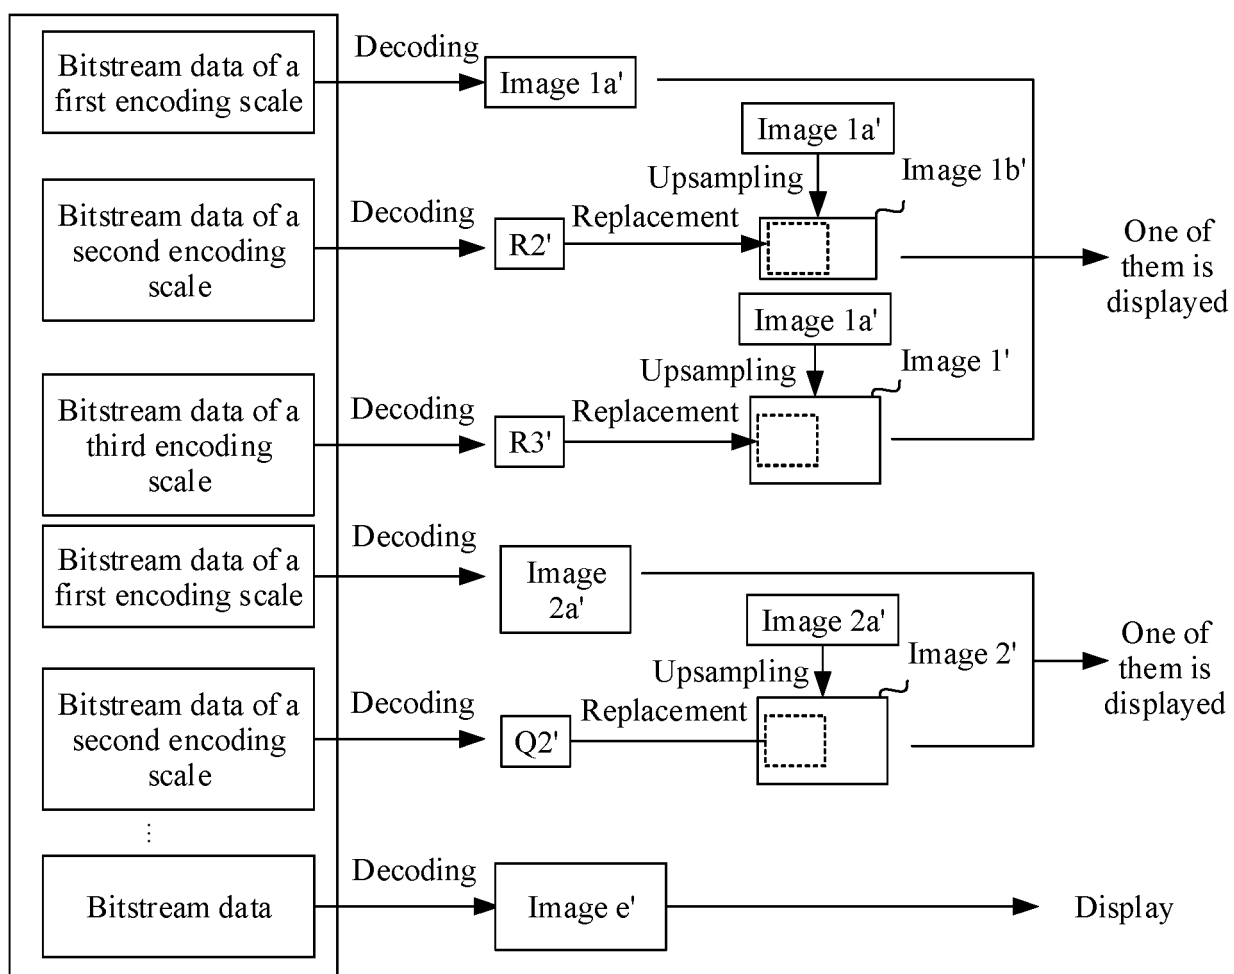 Bitstream data of a
first encoding scale
Decoding
Image 1a'
Image 1a'
Upsampling
Image 1b'
Bitstream data of a
second encoding
scale
Decoding
R2'
Replacement
One of
them is
displayed
Image 1a'
Upsampling
Image 1'
Bitstream data of a
third encoding
scale
Decoding
R3'
Replacement
Bitstream data of a
first encoding scale
Decoding
Image
2a'
Image 2a'
Upsampling
Image 2'
One of
them is
displayed
Bitstream data of a
second encoding
scale
Decoding
Q2'
Replacement
⋮
Bitstream data
Decoding
Image e'
Display